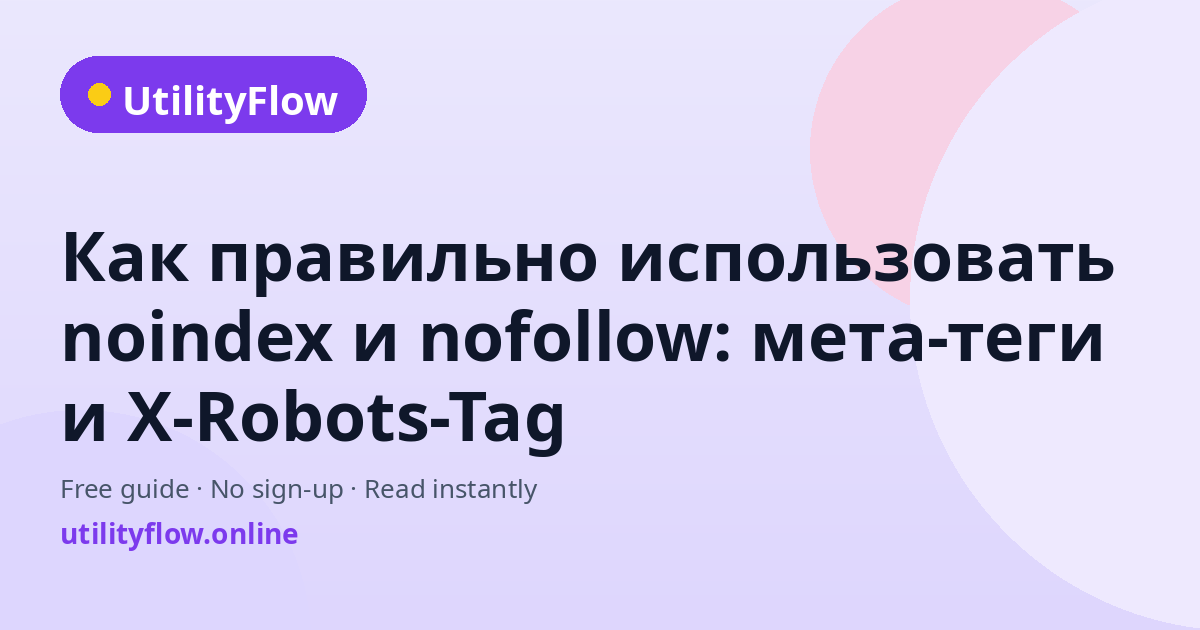 UtilityFlow
Как правильно использовать
noindex и nofollow: мета-теги
и X-Robots-Tag
Free guide · No sign-up · Read instantly
utilityflow.online